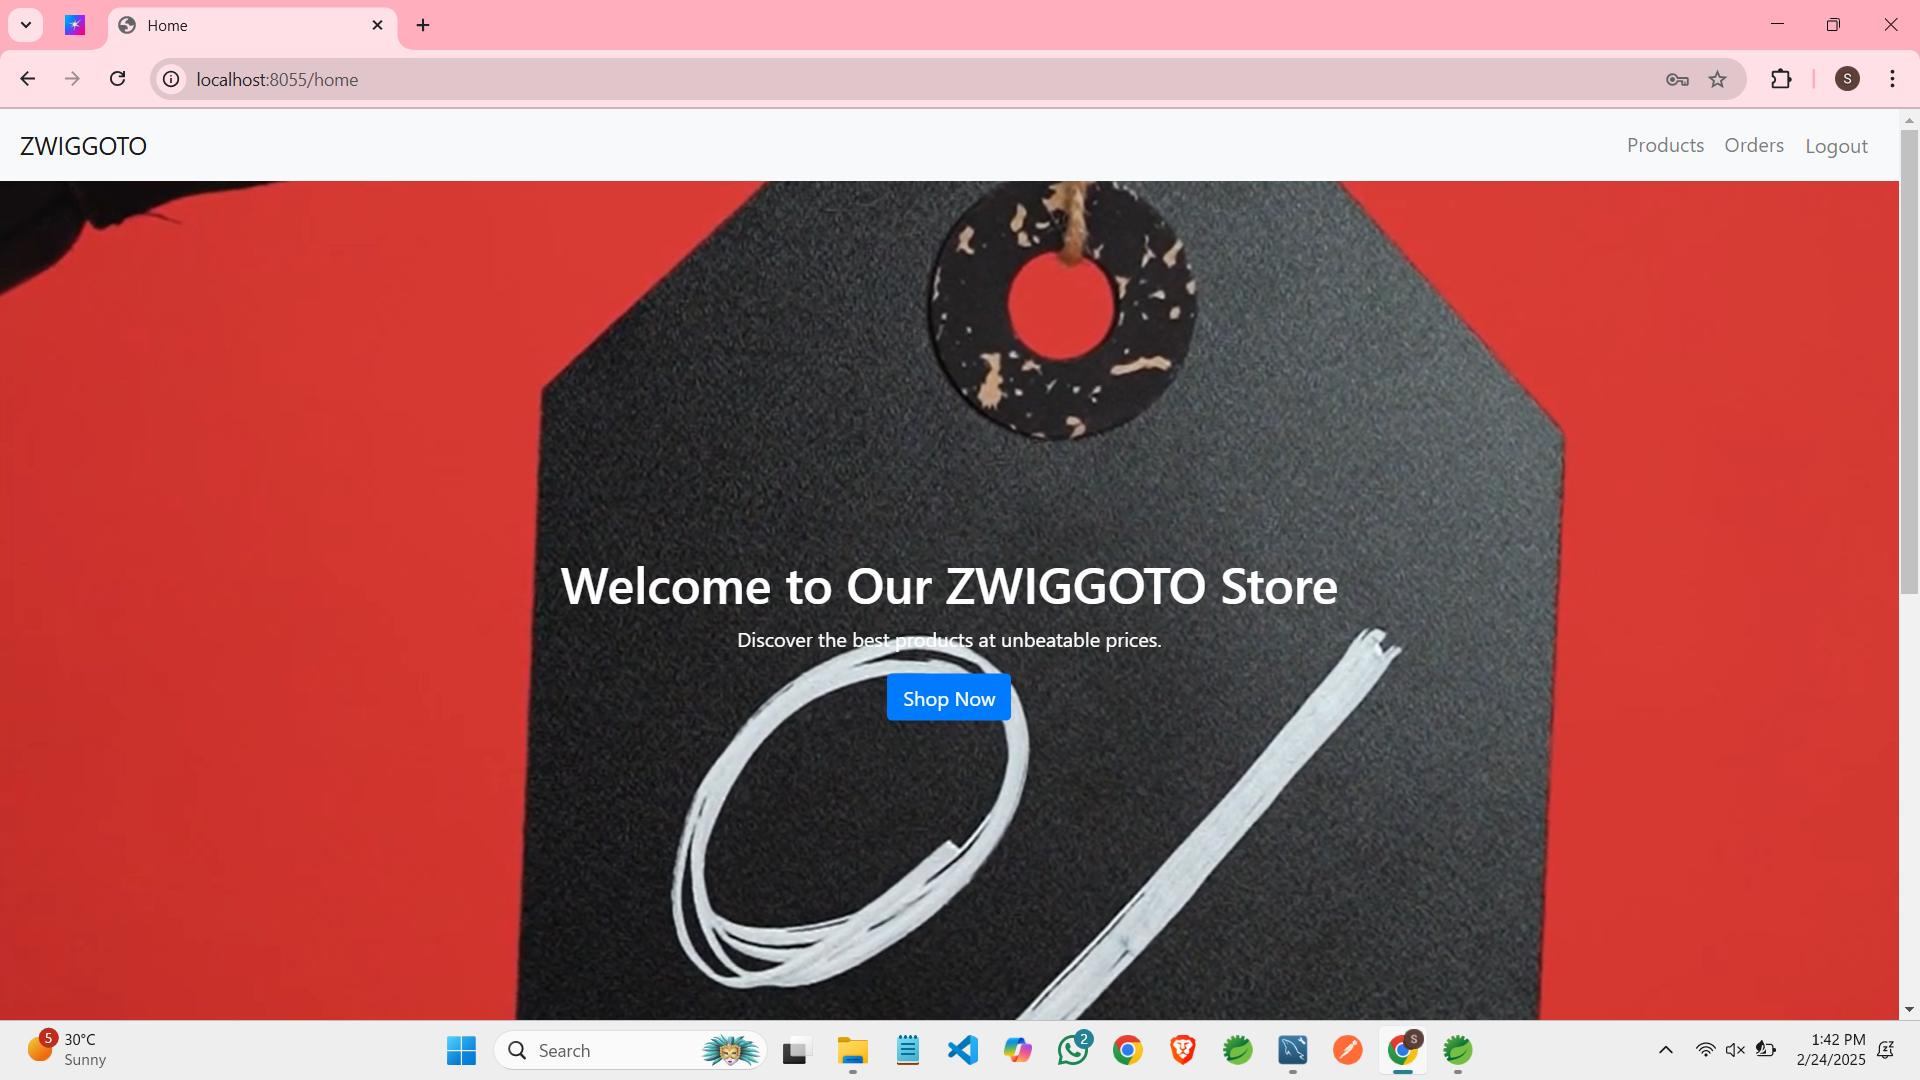 Home
localhost:8055/home
S
ZWIGGOTO
Products Orders Logout
Welcome to Our ZWIGGOTO Store
Discover the best products at unbeatable prices.
Shop Now
5
30°C
Sunny
Search
2
S
1:42 PM
2/24/2025